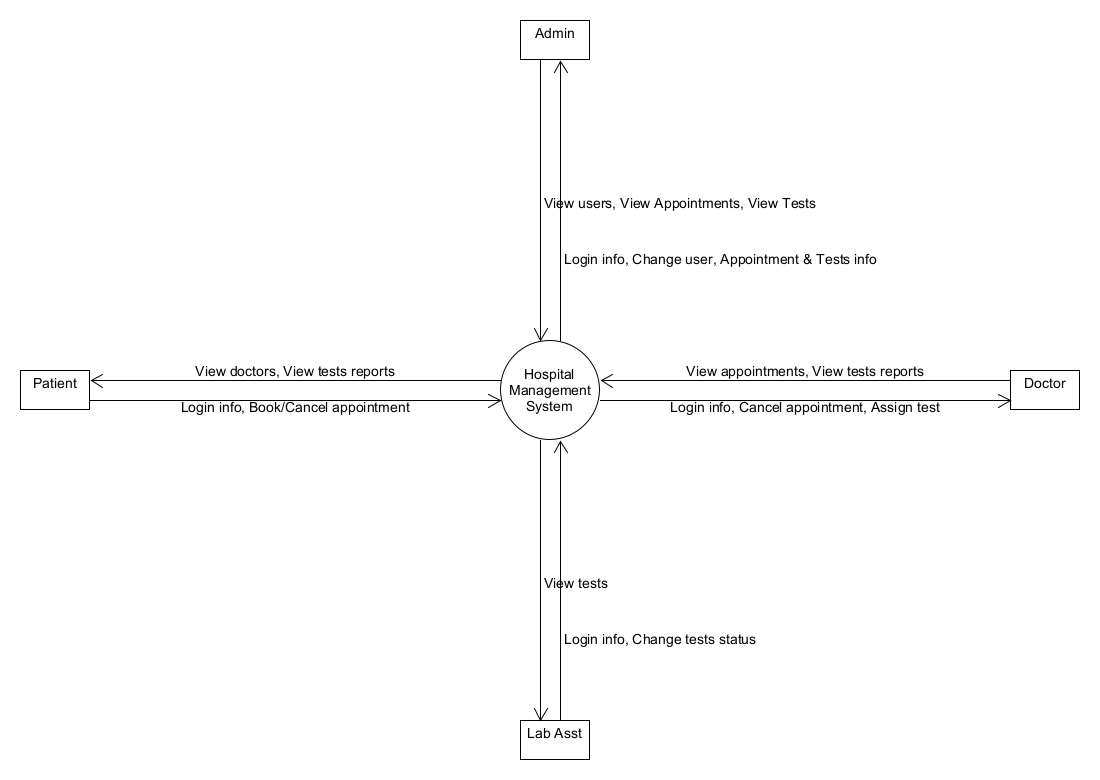 Admin
View users, View Appointments, View Tests
Login info, Change user, Appointment & Tests info
Patient
View doctors, View tests reports
Login info, Book/Cancel appointment
Hospital
Management
System
View appointments, View tests reports
Login info, Cancel appointment, Assign test
Doctor
View tests
Login info, Change tests status
Lab Asst